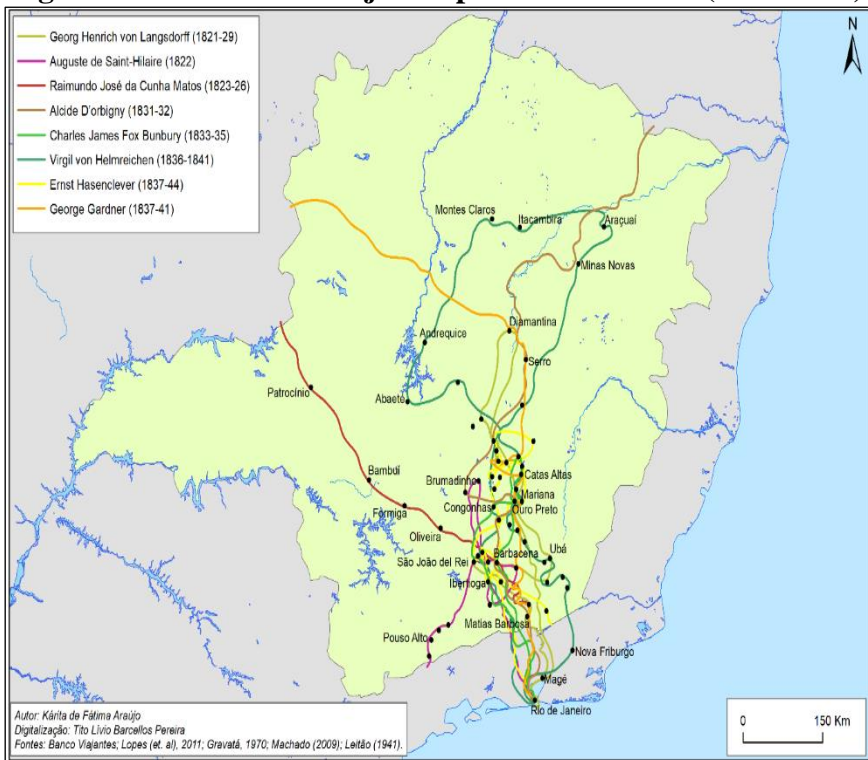 Georg Henrich von Langsdorff (1821-29)
Auguste de Saint-Hilaire (1822)
Raimundo José da Cunha Matos (1823-26)
Alcide D'orbigny (1831-32)
Charles James Fox Bunbury (1833-35)
Virgil von Helmreichen (1836-1841)
Ernst Hasenclever (1837-44)
George Gardner (1837-41)
N
Montes Claros
Itacambira
Araçuaí
Minas Novas
Diamantina
Andrequice
Serro
Patrocínio
Abaeté
Bambuí
Brumadinho
Catas Altas
Mariana
Formiga
Congonhas
Ouro Preto
Oliveira
Barbacena
Ubá
São João del Rei
Ibertioga
Matias Barbosa
Pouso Alto
Nova Friburgo
Magé
Rio de Janeiro
0 150 Km
Autor: Kárita de Fátima Araújo
Digitalização: Tito Lívio Barcellos Pereira
Fontes: Banco Viajantes; Lopes (et. al), 2011; Gravatá, 1970; Machado (2009); Leitão (1941).